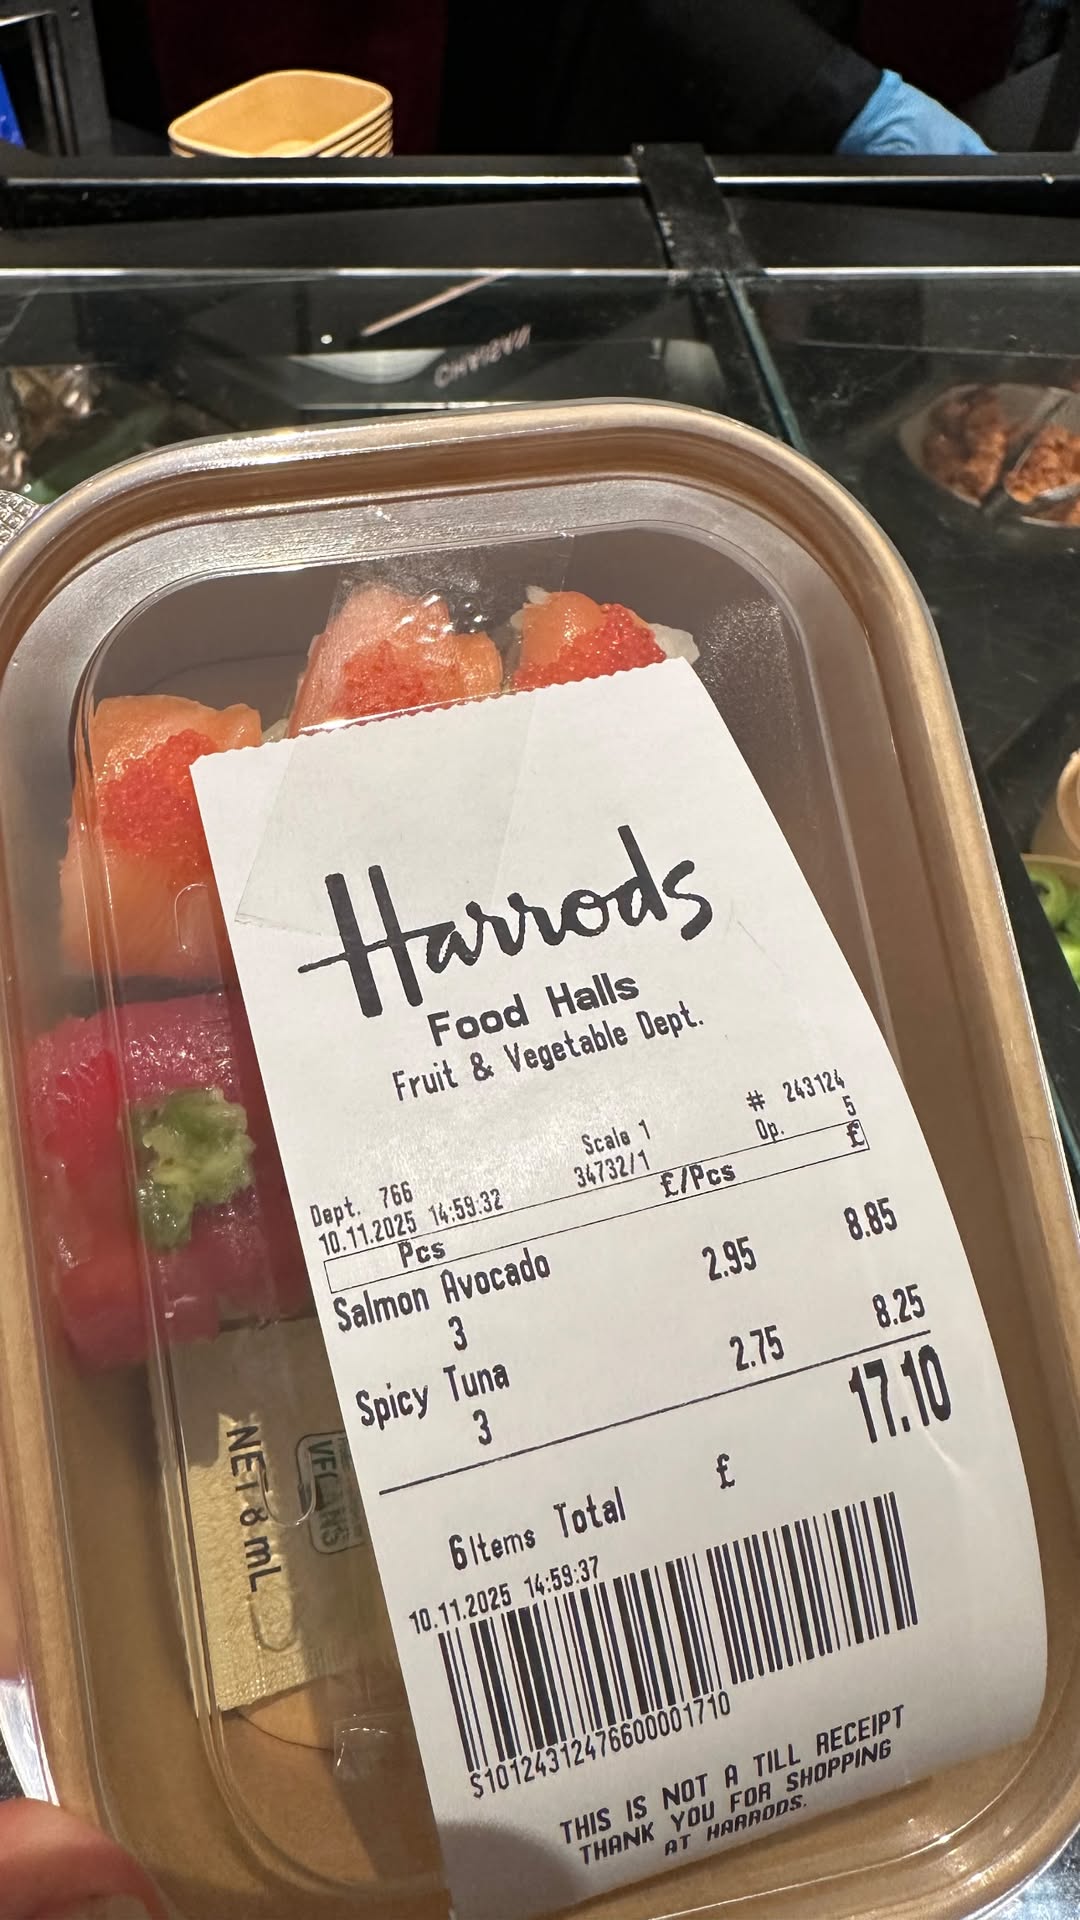 Harrods
Food Halls
Fruit & Vegetable Dept.
Dept. 766 Scale 1 # 243124
10.11.2025 14:59:32 34732/1 Op. 5
Pcs £/Pcs £
Salmon Avocado
3 2.95 8.85
Spicy Tuna
3 2.75 8.25
6Items Total £ 17.10
10.11.2025 14:59:37
$10124312476600001710
THIS IS NOT A TILL RECEIPT
THANK YOU FOR SHOPPING
AT HARRODS.
NET 8 mL